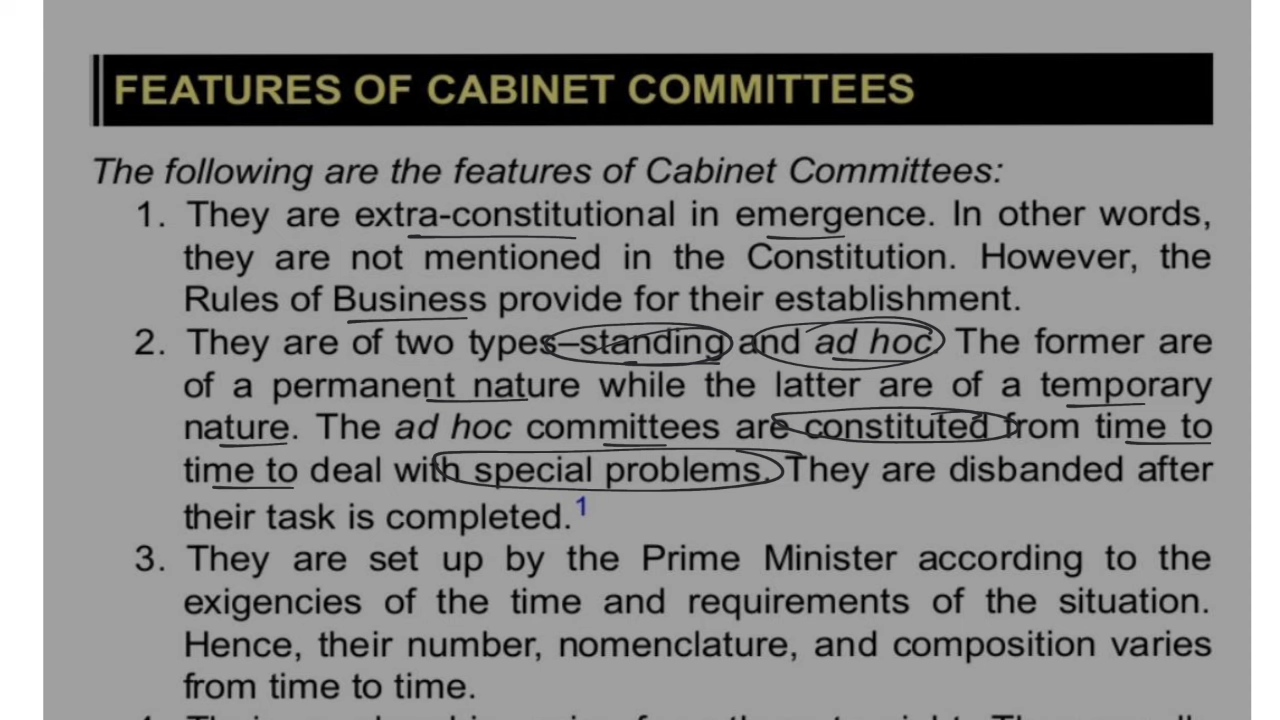 FEATURES OF CABINET COMMITTEES
The following are the features of Cabinet Committees:
1. They are extra-constitutional in emergence. In other words,
they are not mentioned in the Constitution. However, the
Rules of Business provide for their establishment.
2. They are of two types–standing and ad hoc. The former are
of a permanent nature while the latter are of a temporary
nature. The ad hoc committees are constituted from time to
time to deal with special problems. They are disbanded after
their task is completed.1
3. They are set up by the Prime Minister according to the
exigencies of the time and requirements of the situation.
Hence, their number, nomenclature, and composition varies
from time to time.